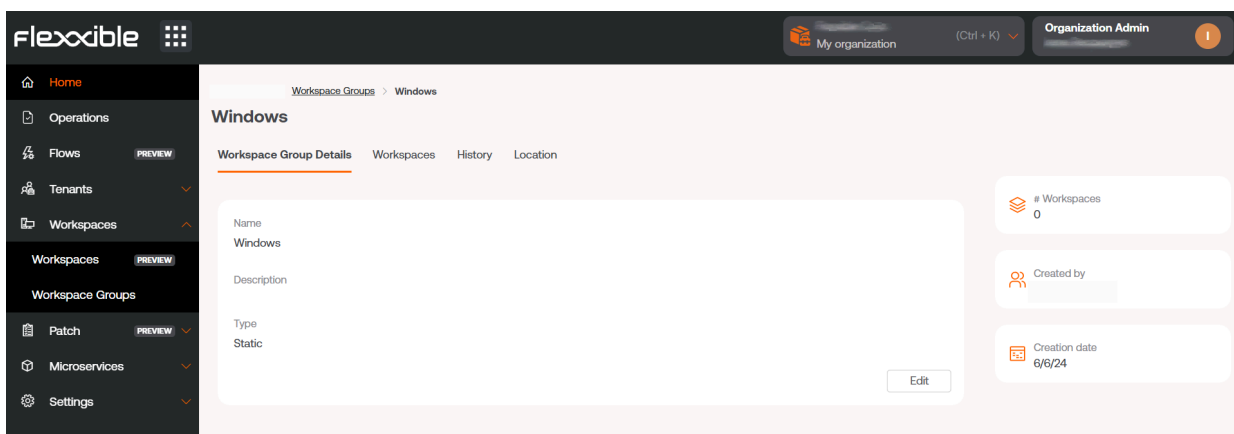 Flexxible
My organization
(Ctrl + K)
Organization Admin
I
Home
Operations
Flows PREVIEW
Tenants
Workspaces
Workspaces PREVIEW
Workspace Groups
Patch PREVIEW
Microservices
Settings
Workspace Groups > Windows
Windows
Workspace Group Details Workspaces History Location
Name
Windows
Description
Type
Static
Edit
# Workspaces
0
Created by
Creation date
6/6/24